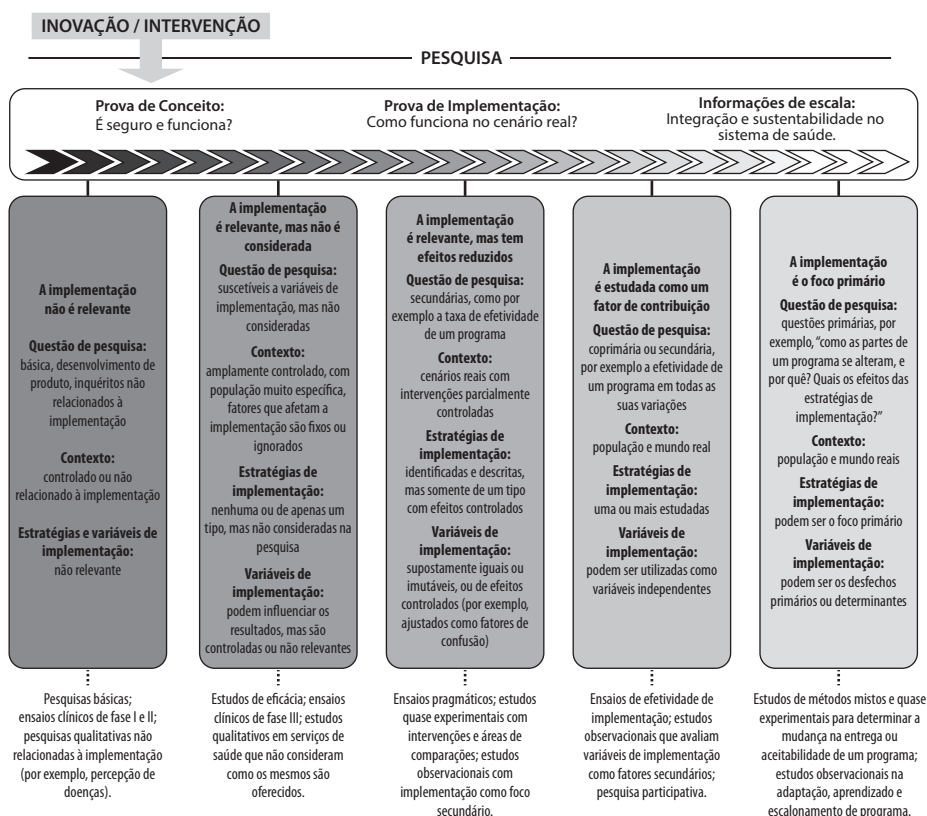 INOVAÇÃO / INTERVENÇÃO
PESQUISA
Prova de Conceito:
É seguro e funciona?
Prova de Implementação:
Como funciona no cenário real?
Informações de escala:
Integração e sustentabilidade no
sistema de saúde.
A implementação
não é relevante
Questão de pesquisa:
básica, desenvolvimento de
produto, inquéritos não
relacionados à
implementação
Contexto:
controlado ou não
relacionado à implementação
Estratégias e variáveis de
implementação:
não relevante
Pesquisas básicas;
ensaios clínicos de fase I e II;
pesquisas qualitativas não
relacionadas à implementação
(por exemplo, percepção de
doenças).
A implementação
é relevante, mas não é
considerada
Questão de pesquisa:
suscetíveis a variáveis de
implementação, mas não
consideradas
Contexto:
amplamente controlado, com
população muito específica,
fatores que afetam a
implementação são fixos ou
ignorados
Estratégias de
implementação:
nenhuma ou de apenas um
tipo, mas não consideradas na
pesquisa
Variáveis de
implementação:
podem influenciar os
resultados, mas são
controladas ou não relevantes
Estudos de eficácia; ensaios
clínicos de fase III; estudos
qualitativos em serviços de
saúde que não consideram
como os mesmos são
oferecidos.
A implementação
é relevante, mas tem
efeitos reduzidos
Questão de pesquisa:
secundárias, como por
exemplo a taxa de efetividade
de um programa
Contexto:
cenários reais com
intervenções parcialmente
controladas
Estratégias de
implementação:
identificadas e descritas,
mas somente de um tipo
com efeitos controlados
Variáveis de
implementação:
supostamente iguais ou
imutáveis, ou de efeitos
controlados (por exemplo,
ajustados como fatores de
confusão)
Ensaios pragmáticos; estudos
quase experimentais com
intervenções e áreas de
comparações; estudos
observacionais com
implementação como foco
secundário.
A implementação
é estudada como um
fator de contribuição
Questão de pesquisa:
coprimária ou secundária,
por exemplo a efetividade de
um programa em todas as
suas variações
Contexto:
população e mundo real
Estratégias de
implementação:
uma ou mais estudadas
Variáveis de
implementação:
podem ser utilizadas como
variáveis independentes
Ensaios de efetividade de
implementação; estudos
observacionais que avaliam
variáveis de implementação
como fatores secundários;
pesquisa participativa.
A implementação
é o foco primário
Questão de pesquisa:
questões primárias, por
exemplo, "como as partes de
um programa se alteram, e
por quê? Quais os efeitos das
estratégias de
implementação?"
Contexto:
população e mundo reais
Estratégias de
implementação:
podem ser o foco primário
Variáveis de
implementação:
podem ser os desfechos
primários ou determinantes
Estudos de métodos mistos e quase
experimentais para determinar a
mudança na entrega ou
aceitabilidade de um programa;
estudos observacionais na
adaptação, aprendizado e
escalonamento de programa.